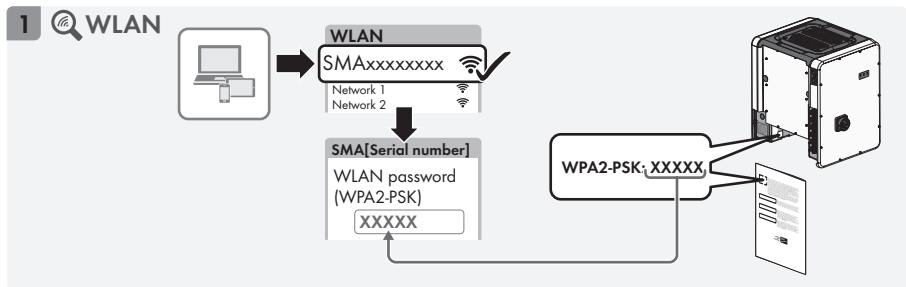 1 WLAN
WLAN
SMAxxxxxxxx
Network 1
Network 2
SMA[Serial number]
WLAN password
(WPA2-PSK)
XXXXX
WPA2-PSK: XXXXX